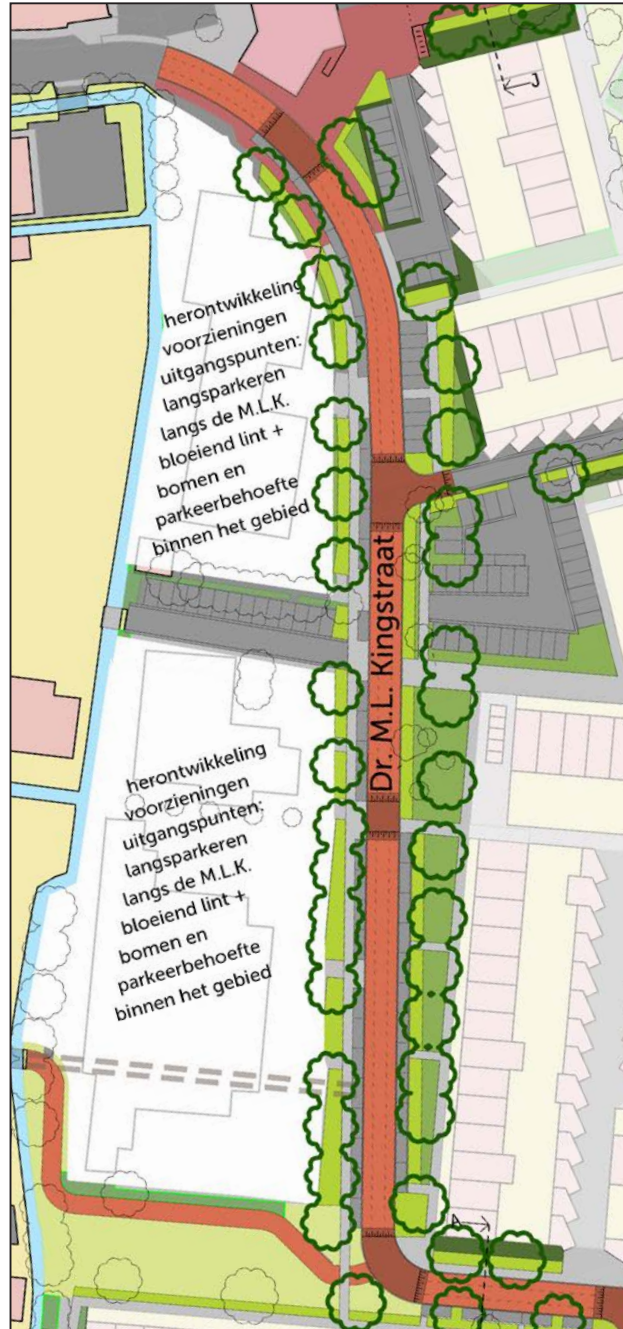 J
herontwikkeling
voorzieningen
uitgangspunten:
langsparkeren
langs de M.L.K.
bloeiend lint +
bomen en
parkeerbehoefte
binnen het gebied
Dr. M.L. Kingstraat
herontwikkeling
voorzieningen
uitgangspunten:
langsparkeren
langs de M.L.K.
bloeiend lint +
bomen en
parkeerbehoefte
binnen het gebied
A